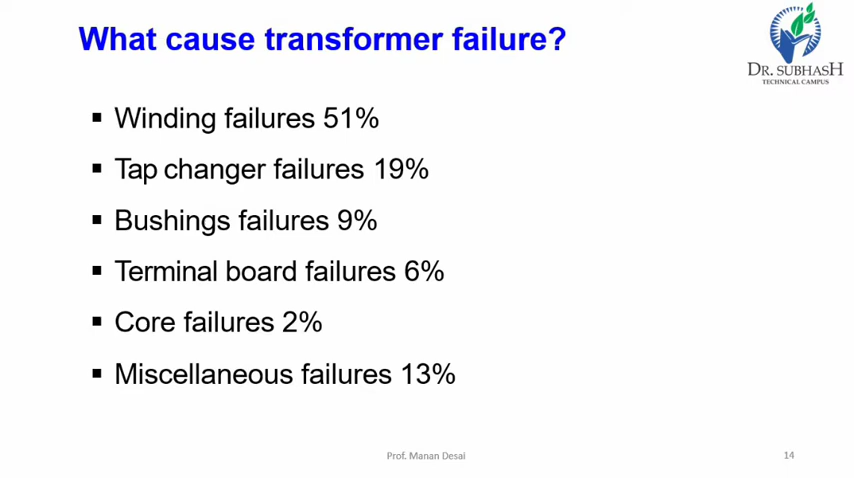 What cause transformer failure?
DR. SUBHASH
TECHNICAL CAMPUS
▪ Winding failures 51%
▪ Tap changer failures 19%
▪ Bushings failures 9%
▪ Terminal board failures 6%
▪ Core failures 2%
▪ Miscellaneous failures 13%
Prof. Manan Desai
14